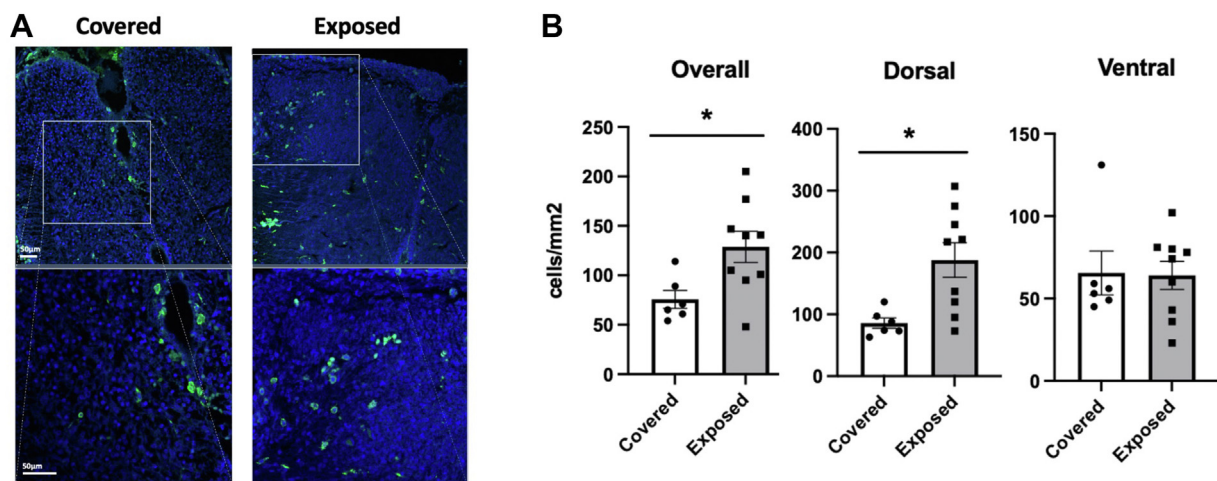 A
Covered
Exposed
50µm
50µm
B
Overall
Dorsal
Ventral
*
*
cells/mm2
250
200
150
100
50
0
Covered
Exposed
400
300
200
100
0
Covered
Exposed
150
100
50
0
Covered
Exposed